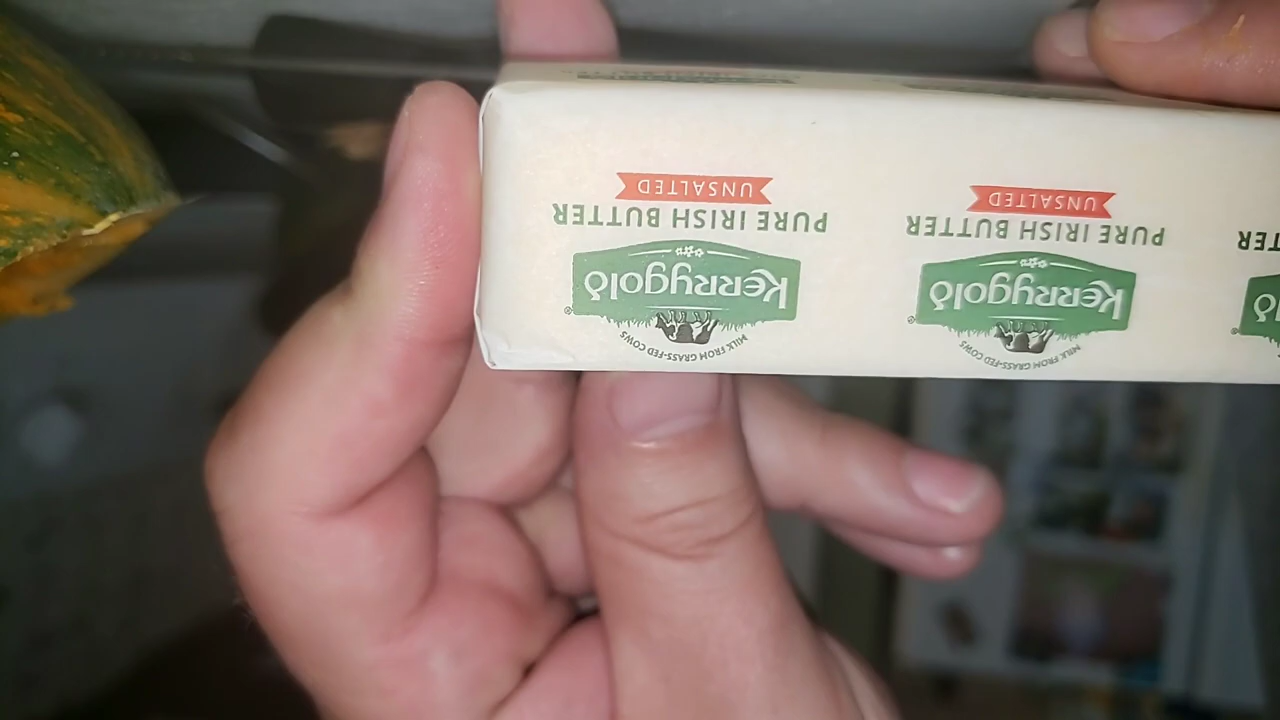 MILK FROM GRASS-FED COWS
Kerrygold®
PURE IRISH BUTTER
UNSALTED
MILK FROM GRASS-FED COWS
Kerrygold®
PURE IRISH BUTTER
UNSALTED